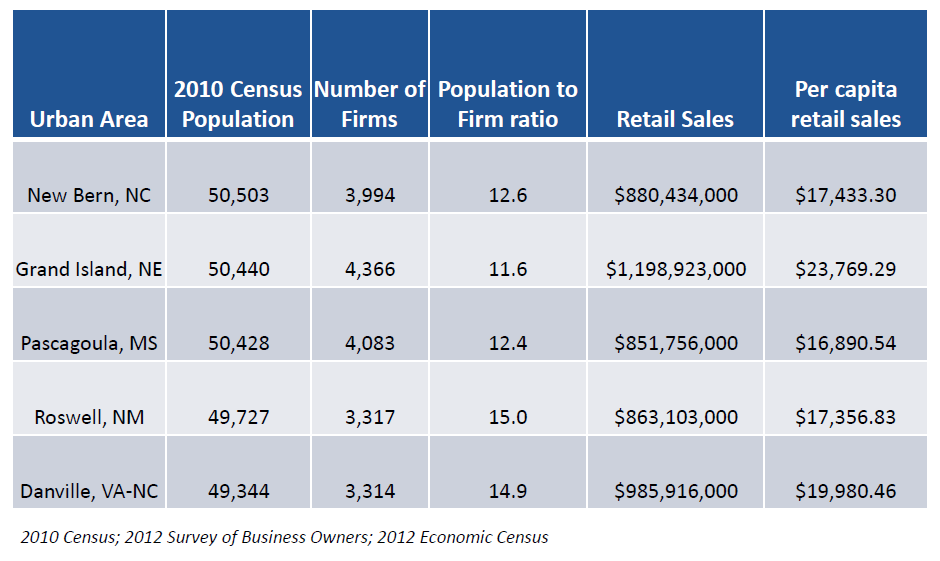 Urban Area 2010 Census Population Number of Firms Population to Firm ratio Retail Sales Per capita retail sales
New Bern, NC 50,503 3,994 12.6 $880,434,000 $17,433.30
Grand Island, NE 50,440 4,366 11.6 $1,198,923,000 $23,769.29
Pascagoula, MS 50,428 4,083 12.4 $851,756,000 $16,890.54
Roswell, NM 49,727 3,317 15.0 $863,103,000 $17,356.83
Danville, VA-NC 49,344 3,314 14.9 $985,916,000 $19,980.46
2010 Census; 2012 Survey of Business Owners; 2012 Economic Census